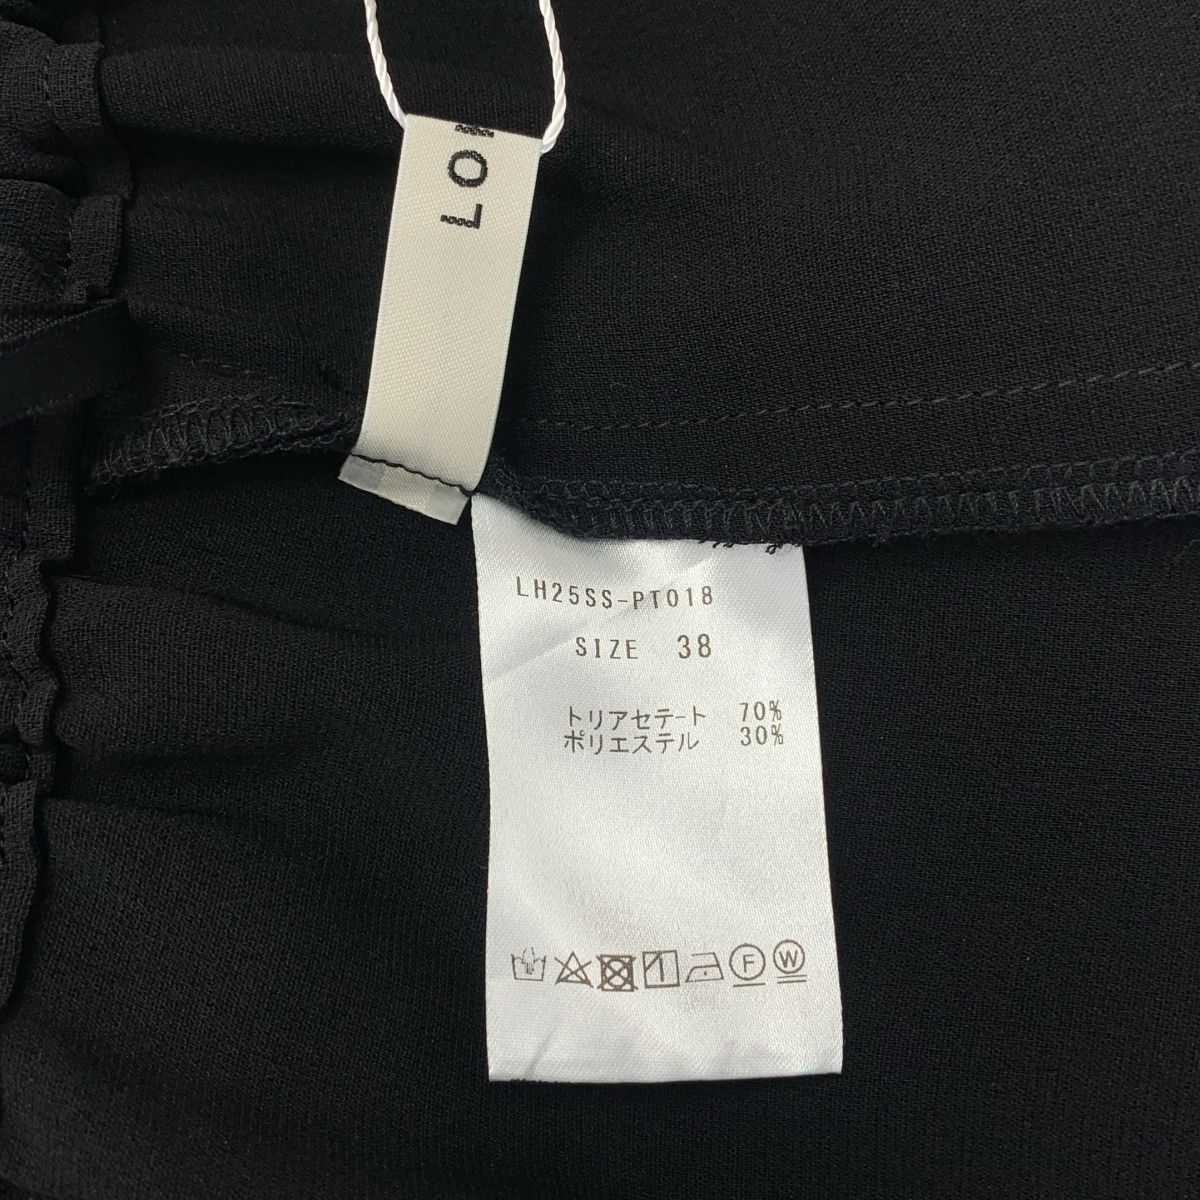 LO
LH25SS-PT018
SIZE 38
トリアセテート 70%
ポリエステル 30%
F W